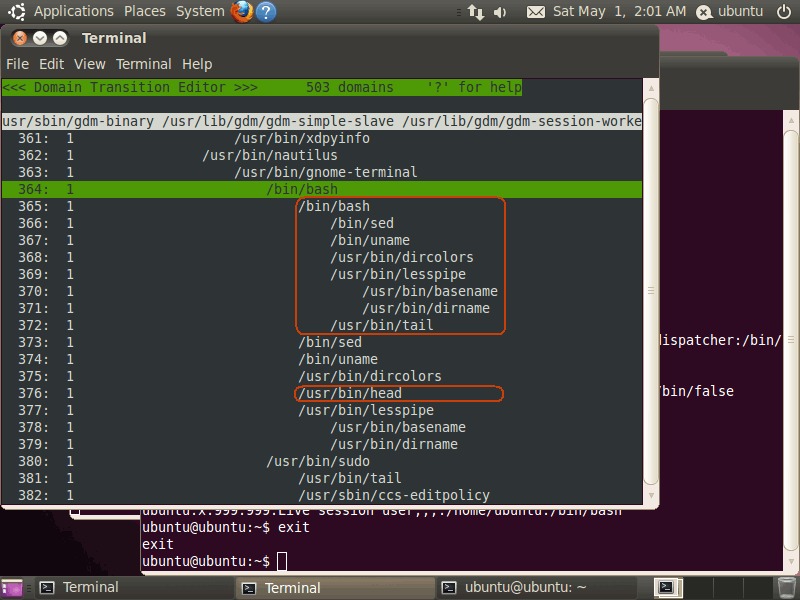 Applications Places System Sat May 1, 2:01 AM ubuntu
Terminal
File Edit View Terminal Help
<<< Domain Transition Editor >>> 503 domains '?' for help
usr/sbin/gdm-binary /usr/lib/gdm/gdm-simple-slave /usr/lib/gdm/gdm-session-worke
361: 1 /usr/bin/xdpyinfo
362: 1 /usr/bin/nautilus
363: 1 /usr/bin/gnome-terminal
364: 1 /bin/bash
365: 1 /bin/bash
366: 1 /bin/sed
367: 1 /bin/uname
368: 1 /usr/bin/dircolors
369: 1 /usr/bin/lesspipe
370: 1 /usr/bin/basename
371: 1 /usr/bin/dirname
372: 1 /usr/bin/tail
373: 1 /bin/sed
374: 1 /bin/uname
375: 1 /usr/bin/dircolors
376: 1 /usr/bin/head
377: 1 /usr/bin/lesspipe
378: 1 /usr/bin/basename
379: 1 /usr/bin/dirname
380: 1 /usr/bin/sudo
381: 1 /usr/bin/tail
382: 1 /usr/sbin/ccs-editpolicy
ispatcher:/bin/
bin/false
ubuntu:x:999:999:Live session user,,,:/home/ubuntu:/bin/bash
ubuntu@ubuntu:~$ exit
exit
ubuntu@ubuntu:~$
Terminal Terminal ubuntu@ubuntu: ~